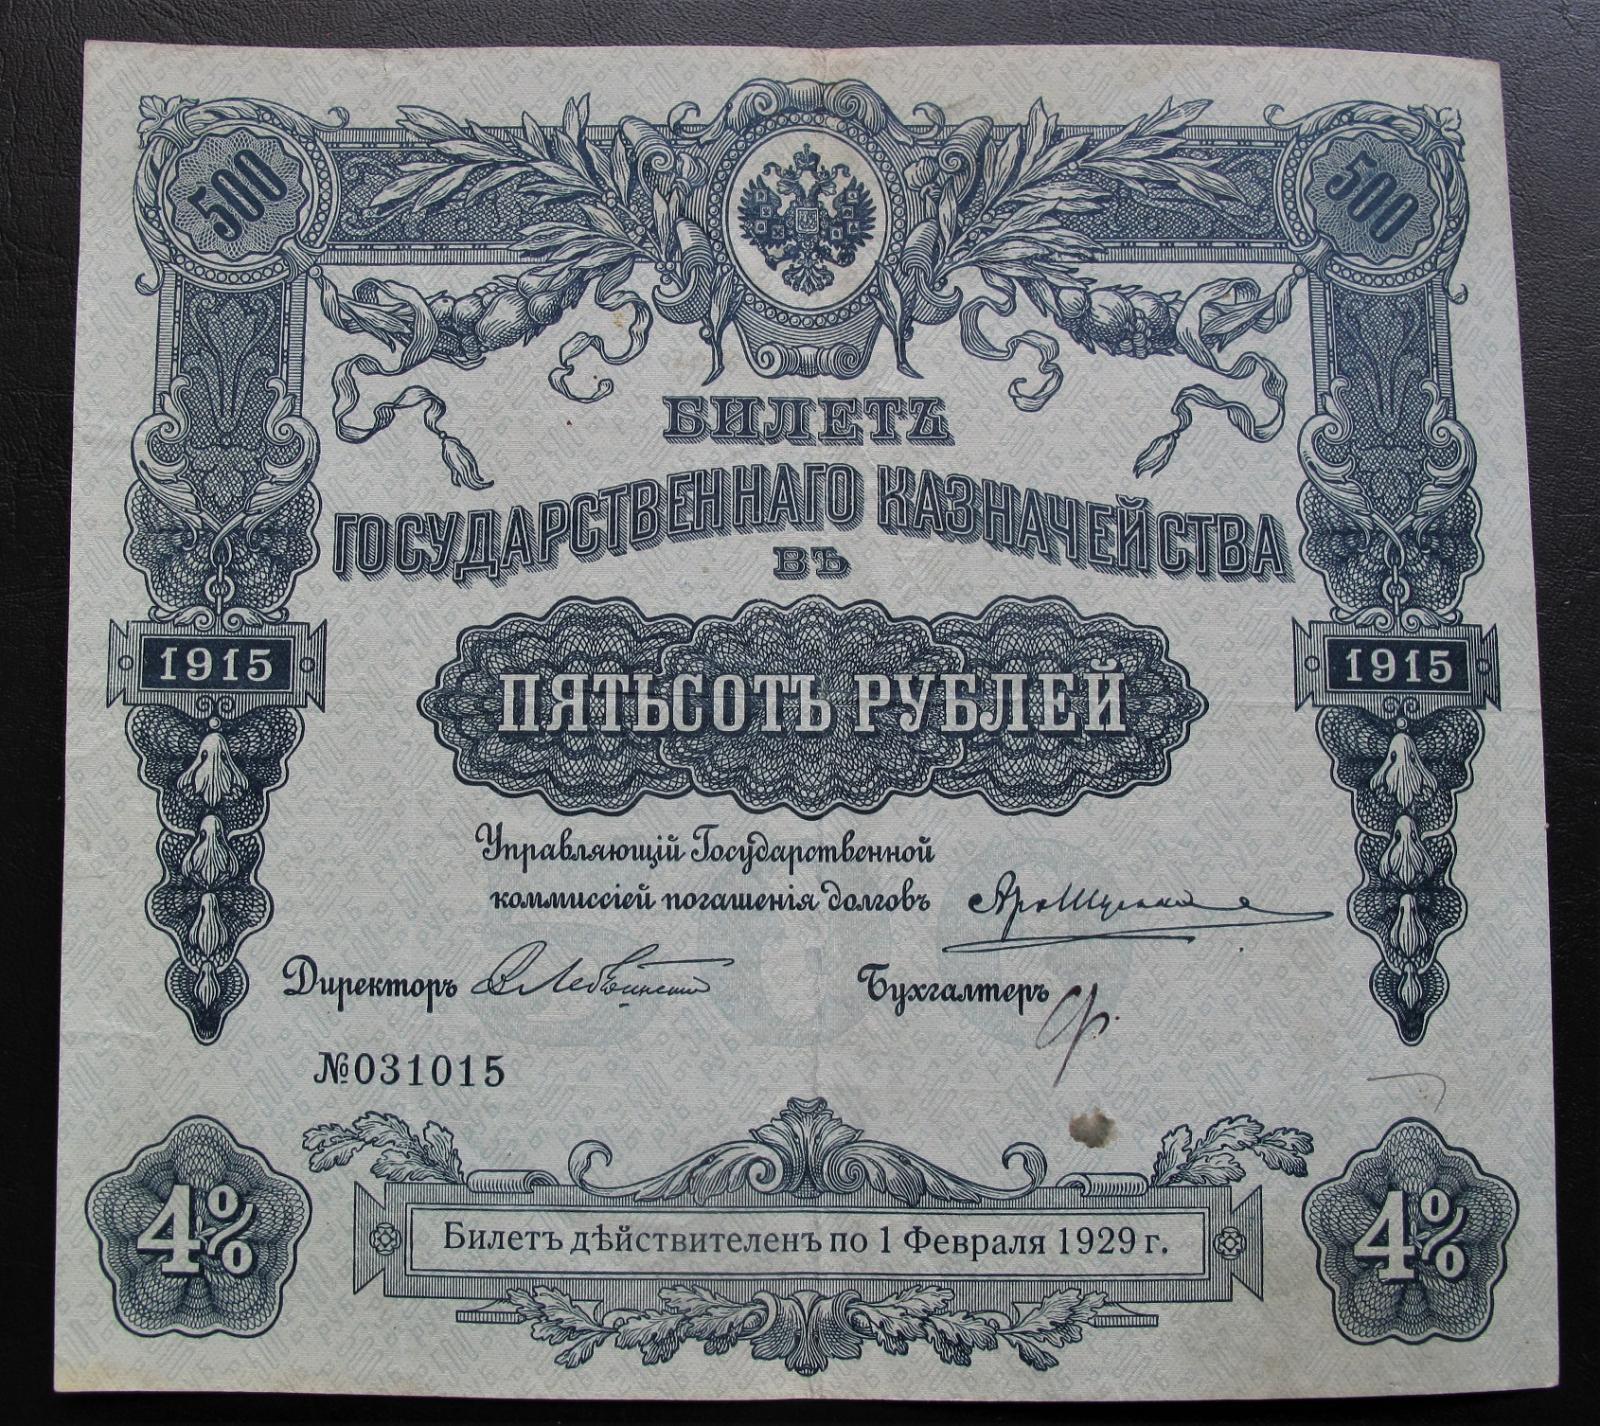 500 500
БИЛЕТЪ
ГОСУДАРСТВЕННАГО КАЗНАЧЕЙСТВА
ВЪ
1915 1915
ПЯТЬСОТЪ РУБЛЕЙ
Управляющій Государственной
коммиссіей погашенія долговъ
Директоръ Бухгалтеръ
№031015
4% 4%
Билетъ дѣйствителенъ по 1 Февраля 1929 г.